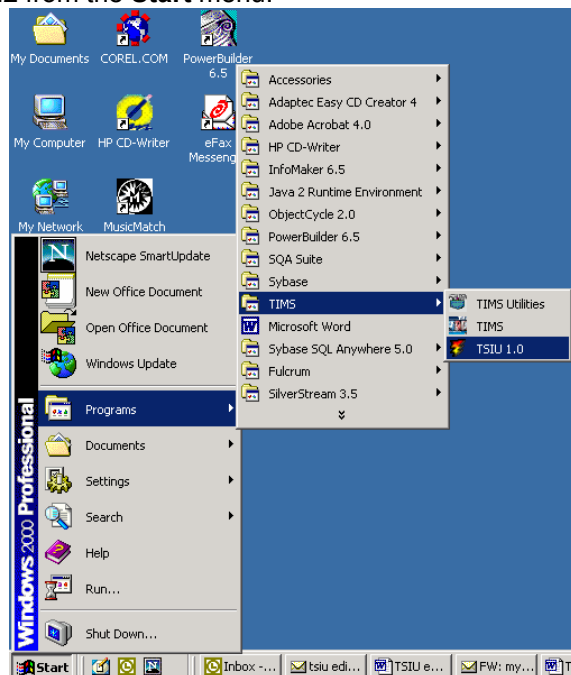 from the Start menu.
My Documents COREL.COM PowerBuilder
6.5
My Computer HP CD-Writer eFax
Messeng
My Network MusicMatch
Accessories
Adaptec Easy CD Creator 4
Adobe Acrobat 4.0
HP CD-Writer
InfoMaker 6.5
Java 2 Runtime Environment
ObjectCycle 2.0
PowerBuilder 6.5
SQA Suite
Sybase
TIMS
Microsoft Word
Sybase SQL Anywhere 5.0
Fulcrum
SilverStream 3.5
TIMS Utilities
TIMS
TSIU 1.0
Netscape SmartUpdate
New Office Document
Open Office Document
Windows Update
Programs
Documents
Settings
Search
Help
Run...
Shut Down...
Windows 2000 Professional
Start Inbox -... tsiu edi... TSIU e... FW: my... T